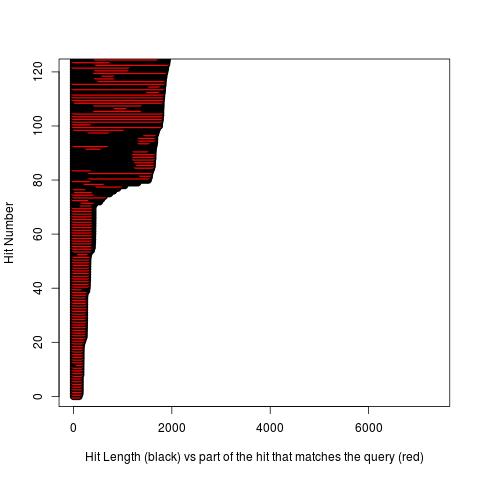 120
100
80
60
40
20
0
Hit Number
0 2000 4000 6000
Hit Length (black) vs part of the hit that matches the query (red)